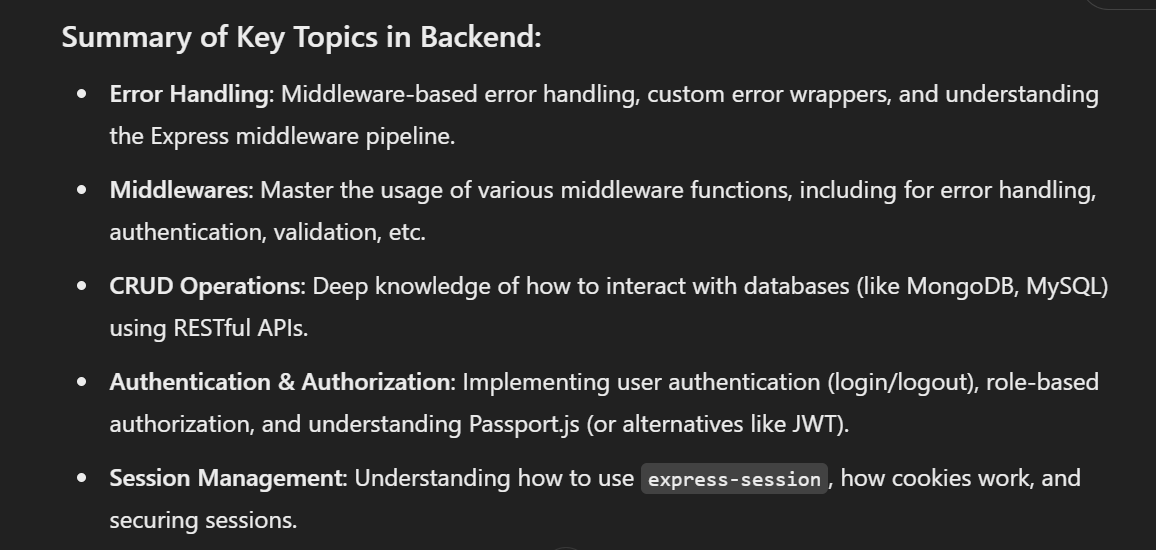 Summary of Key Topics in Backend:
• Error Handling: Middleware-based error handling, custom error wrappers, and understanding
the Express middleware pipeline.
• Middlewares: Master the usage of various middleware functions, including for error handling,
authentication, validation, etc.
• CRUD Operations: Deep knowledge of how to interact with databases (like MongoDB, MySQL)
using RESTful APIs.
• Authentication & Authorization: Implementing user authentication (login/logout), role-based
authorization, and understanding Passport.js (or alternatives like JWT).
• Session Management: Understanding how to use express-session, how cookies work, and
securing sessions.